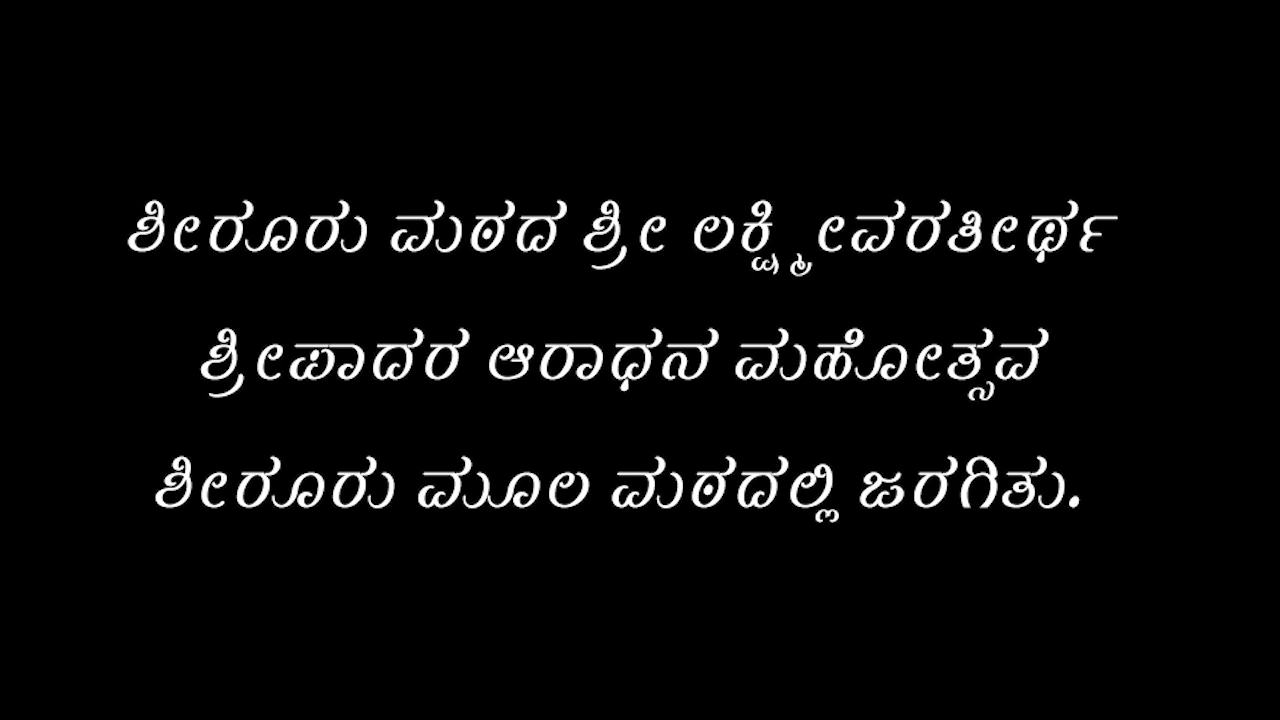 ಶೀರೂರು ಮಠದ ಶ್ರೀ ಲಕ್ಷ್ಮೀವರತೀರ್ಥ
ಶ್ರೀಪಾದರ ಆರಾಧನ ಮಹೋತ್ಸವ
ಶೀರೂರು ಮೂಲ ಮಠದಲ್ಲಿ ಜರಗಿತು.